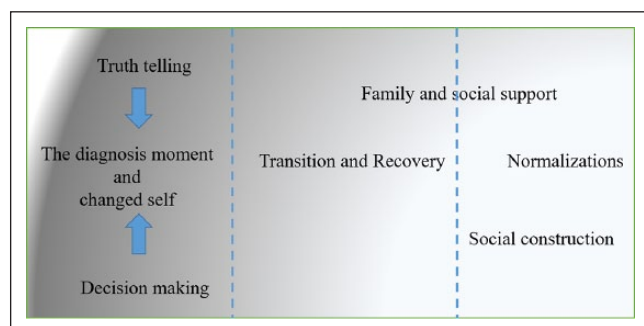 Truth telling
Family and social support
The diagnosis moment
and
changed self
Transition and Recovery
Normalizations
Social construction
Decision making